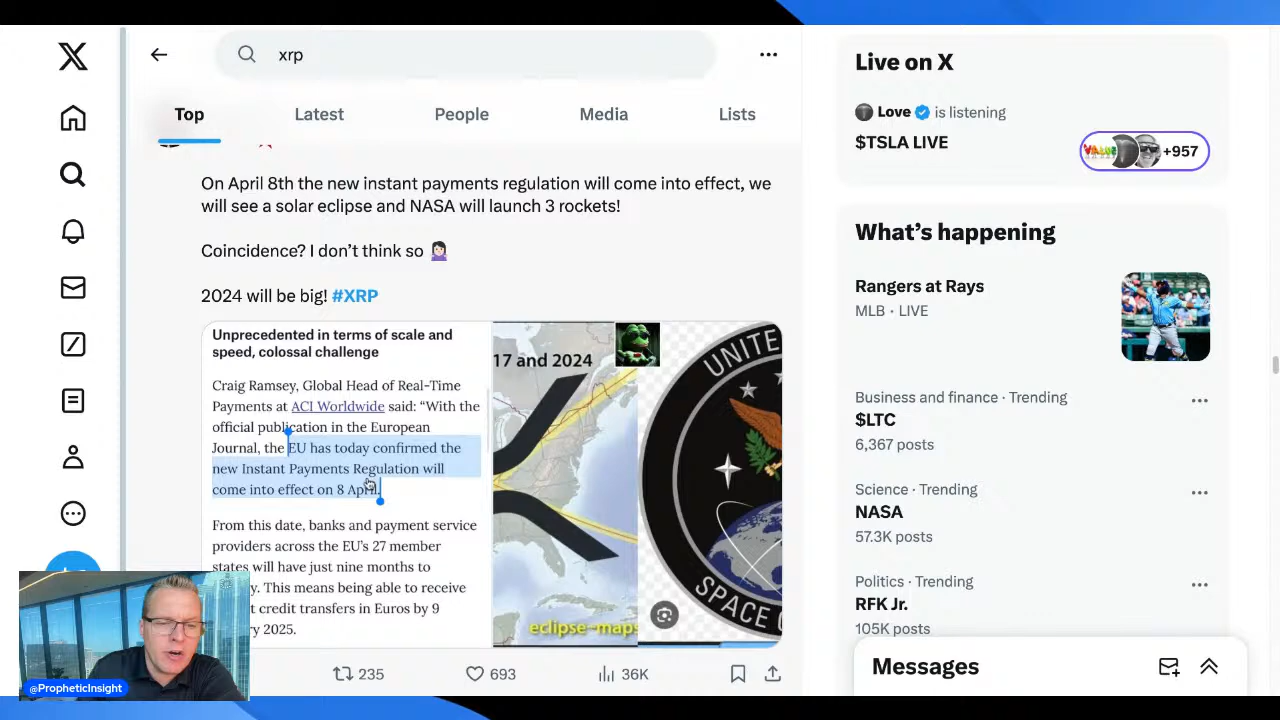 xrp
Top
Latest
People
Media
Lists
On April 8th the new instant payments regulation will come into effect, we
will see a solar eclipse and NASA will launch 3 rockets!
Coincidence? I don't think so
2024 will be big! #XRP
Unprecedented in terms of scale and
speed, colossal challenge
Craig Ramsey, Global Head of Real-Time
Payments at ACI Worldwide said: “With the
official publication in the European
Journal, the EU has today confirmed the
new Instant Payments Regulation will
come into effect on 8 April.
From this date, banks and payment service
providers across the EU's 27 member
states will have just nine months to
This means being able to receive
credit transfers in Euros by 9
2025.
17 and 2024
eclipse-maps
UNITE
SPACE
235
693
36K
@PropheticInsight
Live on X
Love is listening
$TSLA LIVE
VALUE
+957
What's happening
Rangers at Rays
MLB · LIVE
Business and finance · Trending
$LTC
6,367 posts
Science · Trending
NASA
57.3K posts
Politics · Trending
RFK Jr.
105K posts
Messages